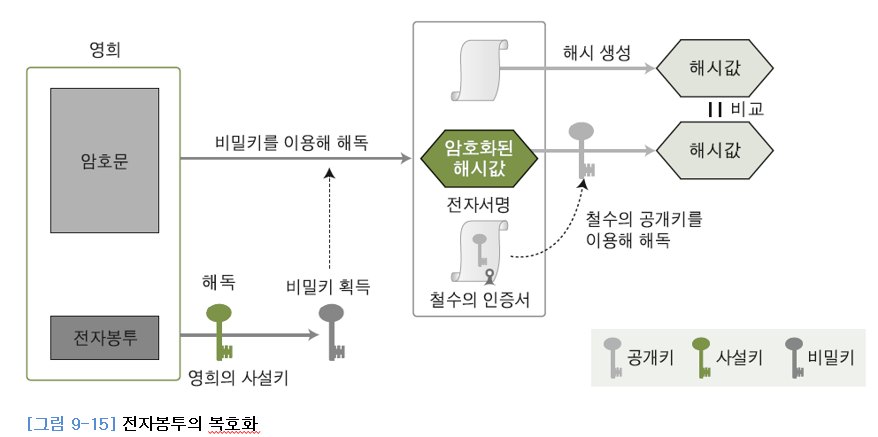 영희
암호문
비밀키를 이용해 해독
해시 생성
해시값
비교
해시값
암호화된
해시값
전자서명
철수의 공개키를
이용해 해독
철수의 인증서
해독
비밀키 획득
전자봉투
영희의 사설키
공개키
사설키
비밀키
[그림 9-15] 전자봉투의 복호화